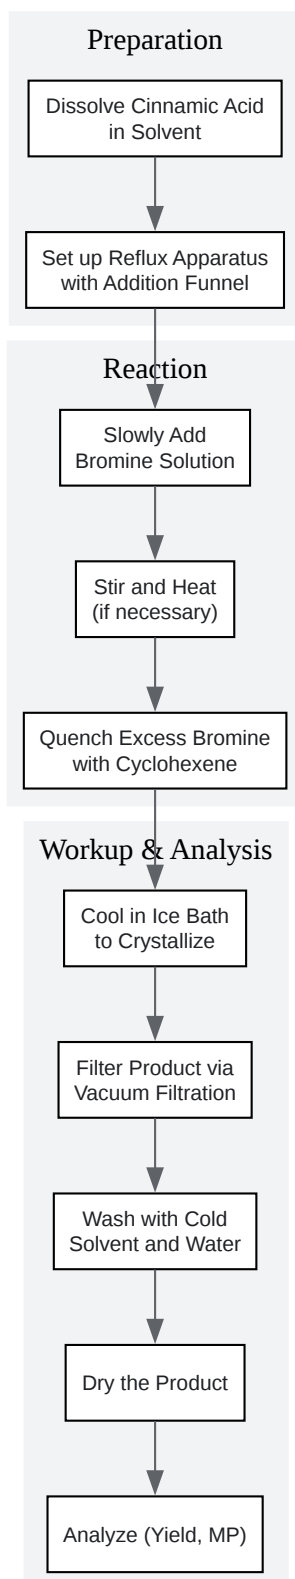 Preparation
Dissolve Cinnamic Acid
in Solvent
Set up Reflux Apparatus
with Addition Funnel
Reaction
Slowly Add
Bromine Solution
Stir and Heat
(if necessary)
Quench Excess Bromine
with Cyclohexene
Workup & Analysis
Cool in Ice Bath
to Crystallize
Filter Product via
Vacuum Filtration
Wash with Cold
Solvent and Water
Dry the Product
Analyze (Yield, MP)